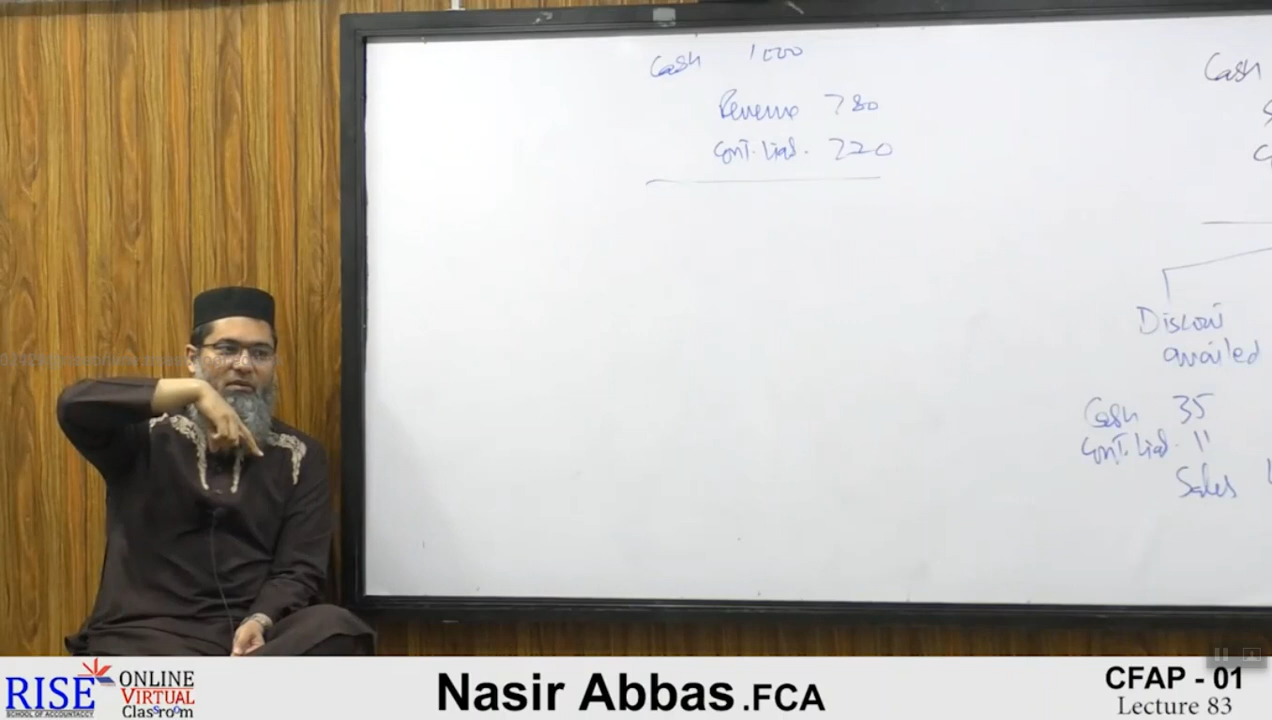 Cash 1000
Revenue 780
Cont. Liab. 220
Cash
Discount
availed
Cash 35
Cont. Liab. 11
Sales
RISE
SCHOOL OF ACCOUNTANCY
ONLINE
VIRTUAL
Classroom
Nasir Abbas.FCA
CFAP - 01
Lecture 83